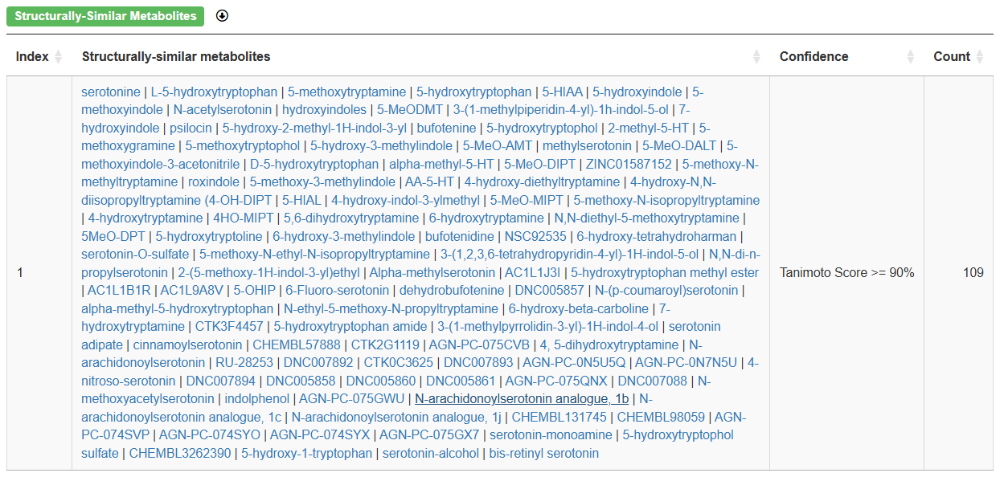 Structurally-Similar Metabolites
Index Structurally-similar metabolites Confidence Count
serotonine | L-5-hydroxytryptophan | 5-methoxytryptamine | 5-hydroxytryptophan | 5-HIAA | 5-hydroxyindole | 5-
methoxyindole | N-acetylserotonin | hydroxyindoles | 5-MeODMT | 3-(1-methylpiperidin-4-yl)-1h-indol-5-ol | 7-
hydroxyindole | psilocin | 5-hydroxy-2-methyl-1H-indol-3-yl | bufotenine | 5-hydroxytryptophol | 2-methyl-5-HT | 5-
methoxygramine | 5-methoxytryptophol | 5-hydroxy-3-methylindole | 5-MeO-AMT | methylserotonin | 5-MeO-DALT | 5-
methoxyindole-3-acetonitrile | D-5-hydroxytryptophan | alpha-methyl-5-HT | 5-MeO-DIPT | ZINC01587152 | 5-methoxy-N-
methyltryptamine | roxindole | 5-methoxy-3-methylindole | AA-5-HT | 4-hydroxy-diethyltryptamine | 4-hydroxy-N,N-
diisopropyltryptamine (4-OH-DIPT | 5-HIAL | 4-hydroxy-indol-3-ylmethyl | 5-MeO-MIPT | 5-methoxy-N-isopropyltryptamine
| 4-hydroxytryptamine | 4HO-MIPT | 5,6-dihydroxytryptamine | 6-hydroxytryptamine | N,N-diethyl-5-methoxytryptamine |
5MeO-DPT | 5-hydroxytryptoline | 6-hydroxy-3-methylindole | bufotenidine | NSC92535 | 6-hydroxy-tetrahydroharman |
serotonin-O-sulfate | 5-methoxy-N-ethyl-N-isopropyltryptamine | 3-(1,2,3,6-tetrahydropyridin-4-yl)-1H-indol-5-ol | N,N-di-n-
1 propylserotonin | 2-(5-methoxy-1H-indol-3-yl)ethyl | Alpha-methylserotonin | AC1L1J3I | 5-hydroxytryptophan methyl ester Tanimoto Score >= 90% 109
| AC1L1B1R | AC1L9A8V | 5-OHIP | 6-Fluoro-serotonin | dehydrobufotenine | DNC005857 | N-(p-coumaroyl)serotonin |
alpha-methyl-5-hydroxytryptophan | N-ethyl-5-methoxy-N-propyltryptamine | 6-hydroxy-beta-carboline | 7-
hydroxytryptamine | CTK3F4457 | 5-hydroxytryptophan amide | 3-(1-methylpyrrolidin-3-yl)-1H-indol-4-ol | serotonin
adipate | cinnamoylserotonin | CHEMBL57888 | CTK2G1119 | AGN-PC-075CVB | 4, 5-dihydroxytryptamine | N-
arachidonoylserotonin | RU-28253 | DNC007892 | CTK0C3625 | DNC007893 | AGN-PC-0N5U5Q | AGN-PC-0N7N5U | 4-
nitroso-serotonin | DNC007894 | DNC005858 | DNC005860 | DNC005861 | AGN-PC-075QNX | DNC007088 | N-
methoxyacetylserotonin | indolphenol | AGN-PC-075GWU | N-arachidonoylserotonin analogue, 1b | N-
arachidonoylserotonin analogue, 1c | N-arachidonoylserotonin analogue, 1j | CHEMBL131745 | CHEMBL98059 | AGN-
PC-074SVP | AGN-PC-074SYO | AGN-PC-074SYX | AGN-PC-075GX7 | serotonin-monoamine | 5-hydroxytryptophol
sulfate | CHEMBL3262390 | 5-hydroxy-1-tryptophan | serotonin-alcohol | bis-retinyl serotonin